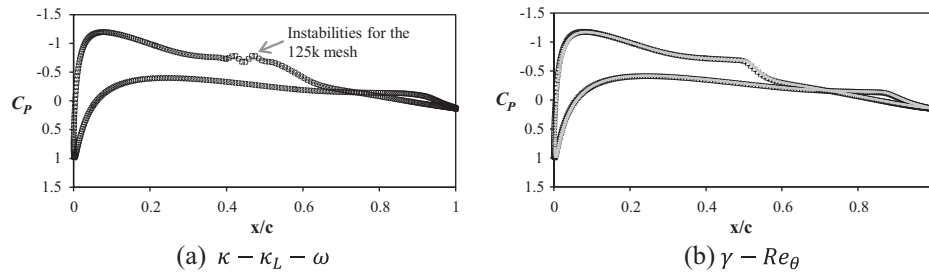 -1.5
-1
-0.5
0
0.5
1
1.5
C_P
Instabilities for the
125k mesh
0 0.2 0.4 0.6 0.8 1
x/c
(a) κ − κ_L − ω
-1.5
-1
-0.5
0
0.5
1
1.5
C_P
0 0.2 0.4 0.6 0.8
x/c
(b) γ − Re_θ